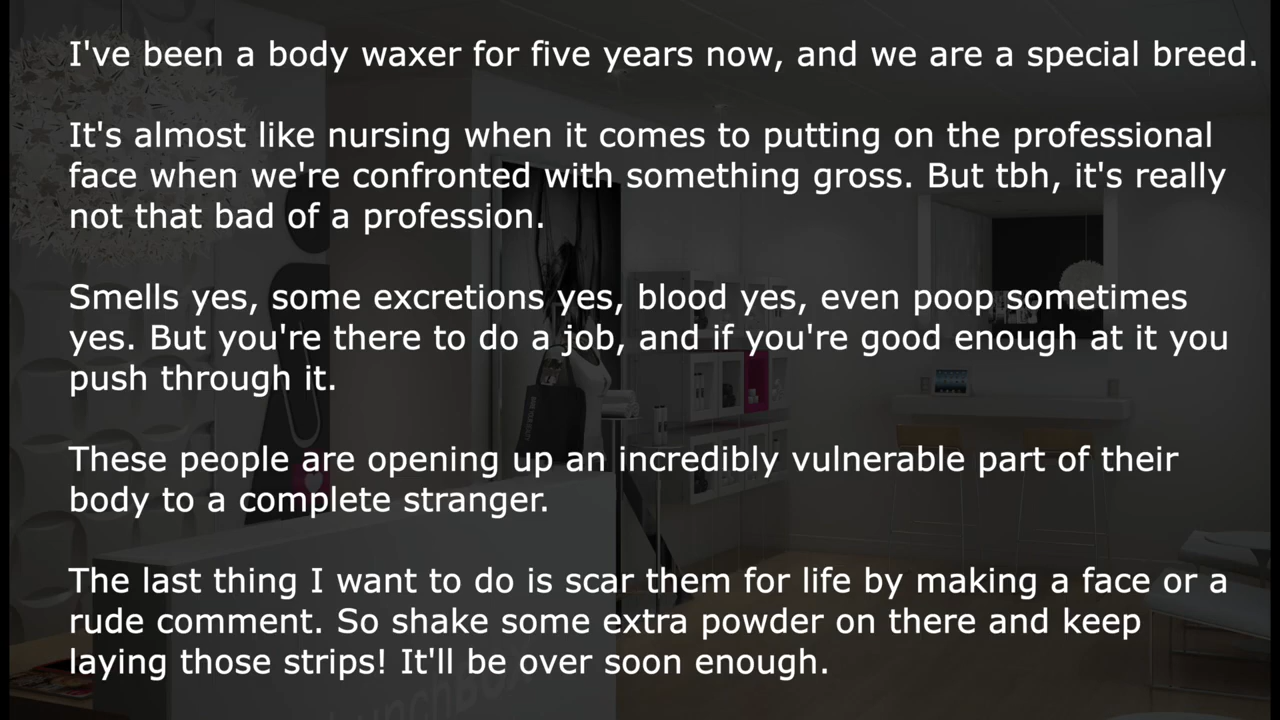 I've been a body waxer for five years now, and we are a special breed.
It's almost like nursing when it comes to putting on the professional
face when we're confronted with something gross. But tbh, it's really
not that bad of a profession.
Smells yes, some excretions yes, blood yes, even poop sometimes
yes. But you're there to do a job, and if you're good enough at it you
push through it.
These people are opening up an incredibly vulnerable part of their
body to a complete stranger.
The last thing I want to do is scar them for life by making a face or a
rude comment. So shake some extra powder on there and keep
laying those strips! It'll be over soon enough.